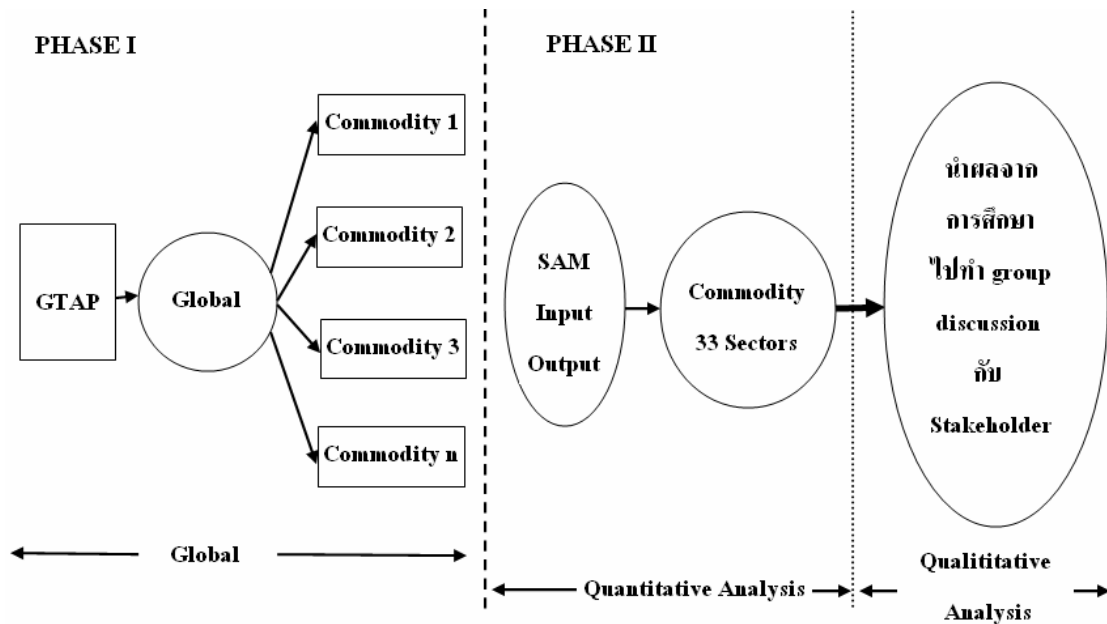 PHASE I
GTAP
Global
Commodity 1
Commodity 2
Commodity 3
Commodity n
Global
PHASE II
SAM
Input
Output
Commodity
33 Sectors
Quantitative Analysis
นำผลจาก
การศึกษา
ไปทำ group
discussion
กับ
Stakeholder
Qualititative
Analysis